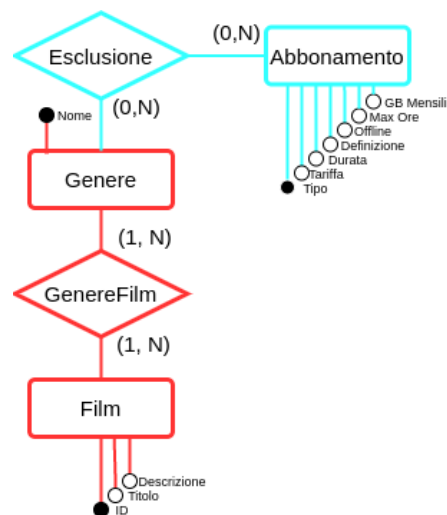 (0,N)
Esclusione
Abbonamento
(0,N)
GB Mensili
Nome
Max Ore
Offline
Definizione
Durata
Tariffa
Genere
Tipo
(1, N)
GenereFilm
(1, N)
Film
Descrizione
Titolo
ID